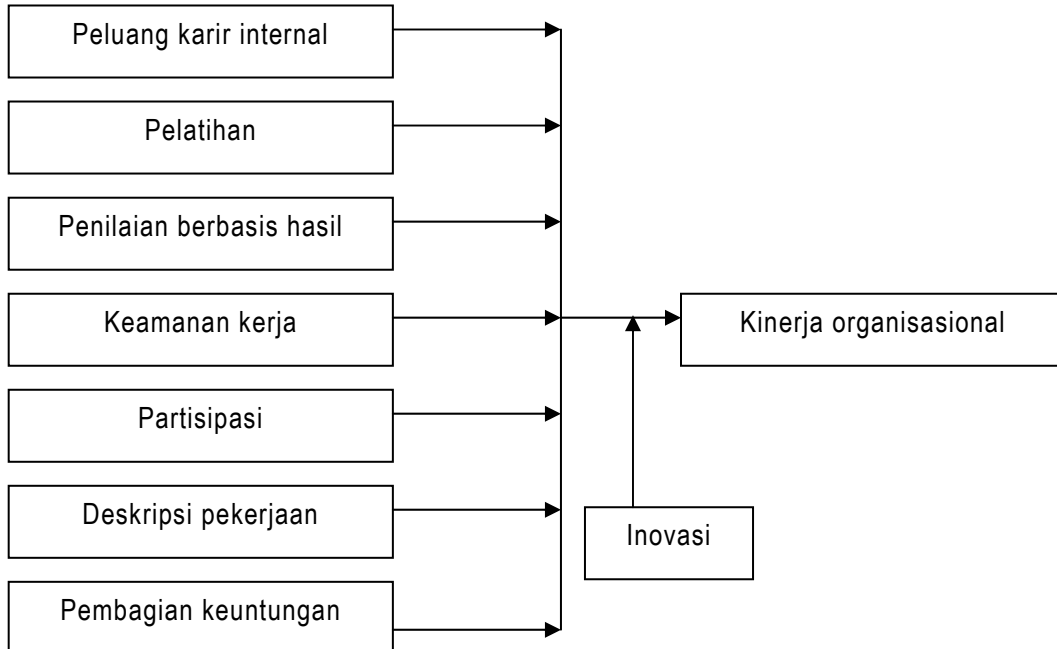 Peluang karir internal
Pelatihan
Penilaian berbasis hasil
Keamanan kerja
Kinerja organisasional
Partisipasi
Deskripsi pekerjaan
Inovasi
Pembagian keuntungan